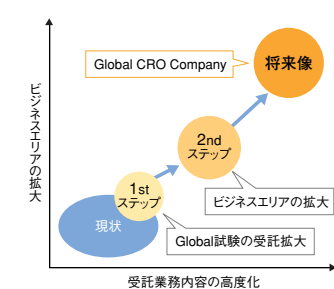 Global CRO Company
将来像
ビジネスエリアの拡大
2nd
ステップ
1st
ステップ
ビジネスエリアの拡大
現状
Global試験の受託拡大
受託業務内容の高度化